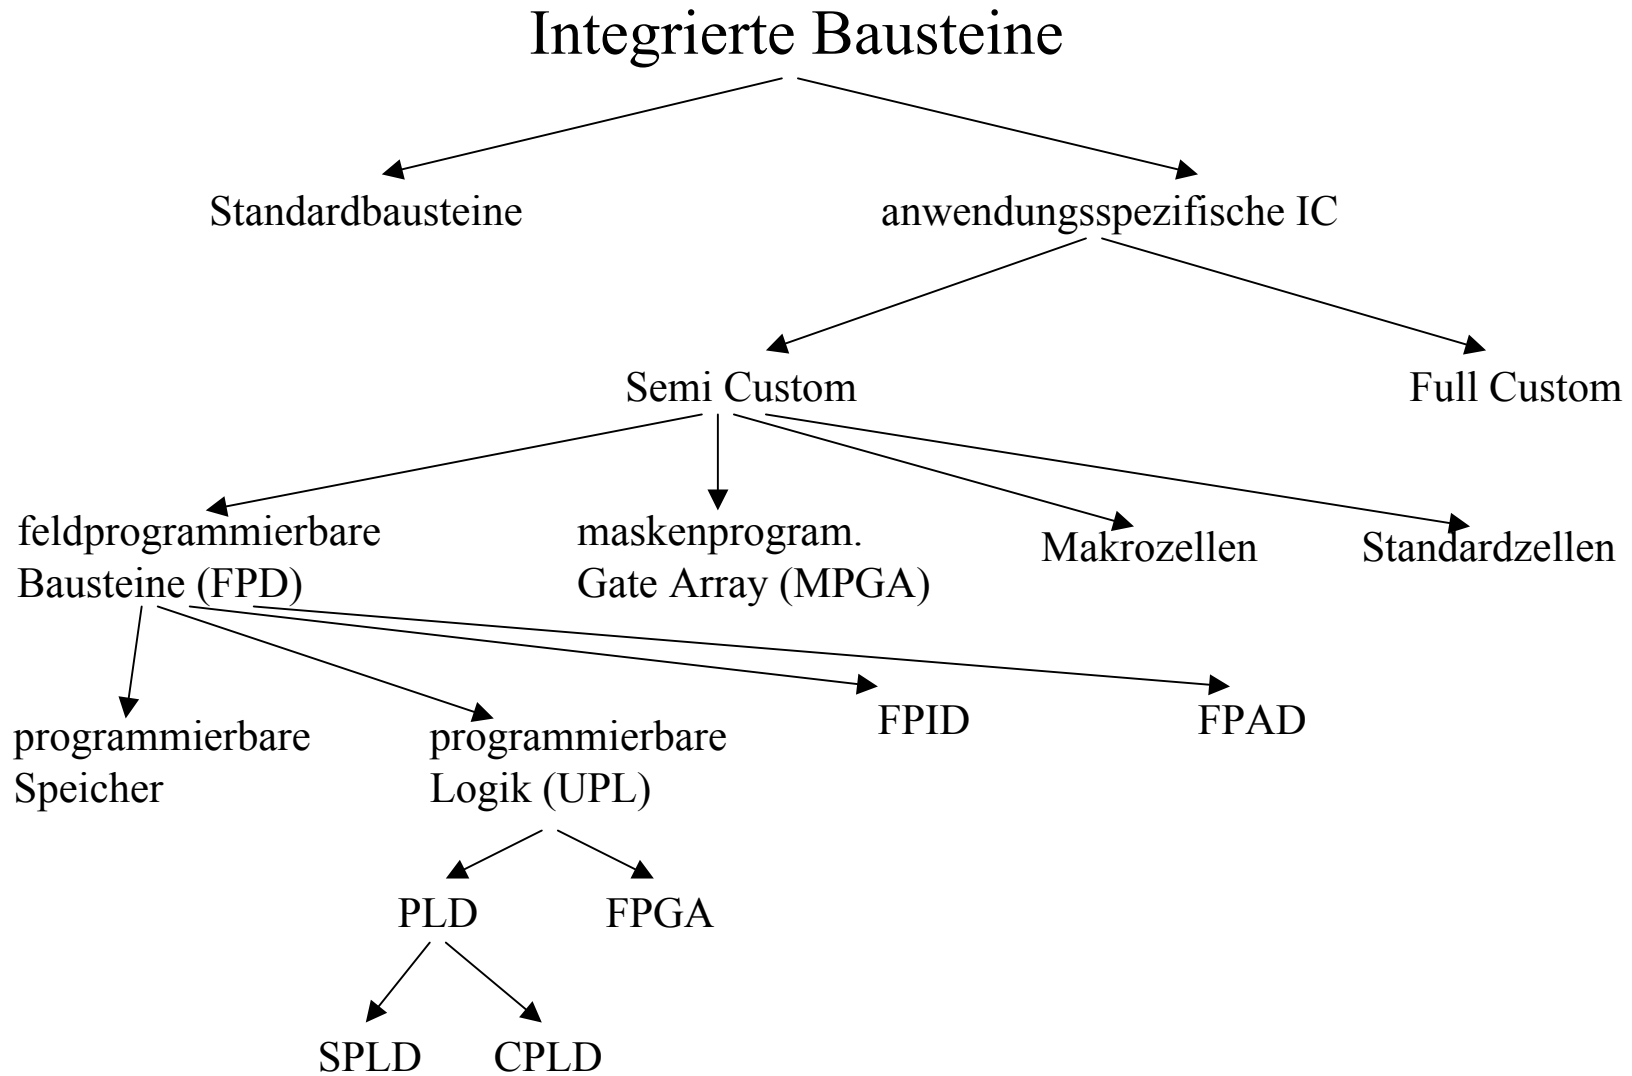 Integrierte Bausteine
Standardbausteine
anwendungsspezifische IC
Semi Custom
Full Custom
feldprogrammierbare
Bausteine (FPD)
maskenprogram.
Gate Array (MPGA)
Makrozellen
Standardzellen
programmierbare
Speicher
programmierbare
Logik (UPL)
FPID
FPAD
PLD
FPGA
SPLD
CPLD